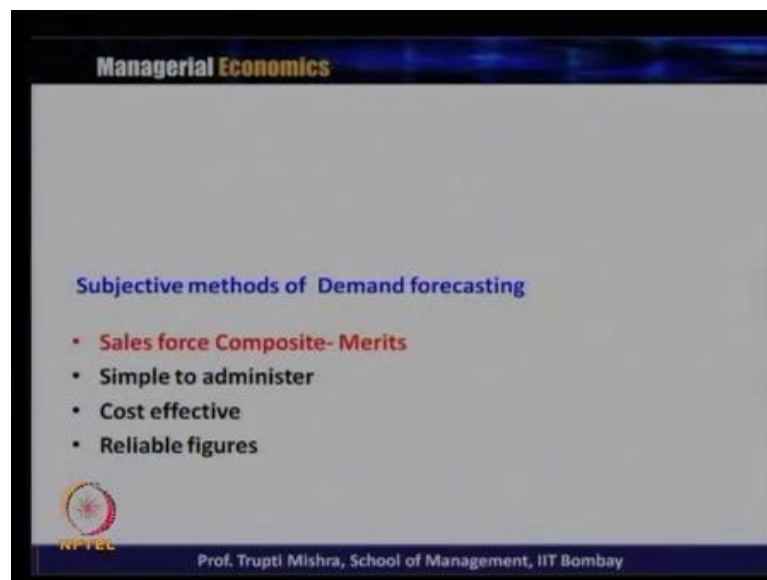 Managerial Economics
Subjective methods of Demand forecasting
• Sales force Composite- Merits
• Simple to administer
• Cost effective
• Reliable figures
NPTEL
Prof. Trupti Mishra, School of Management, IIT Bombay